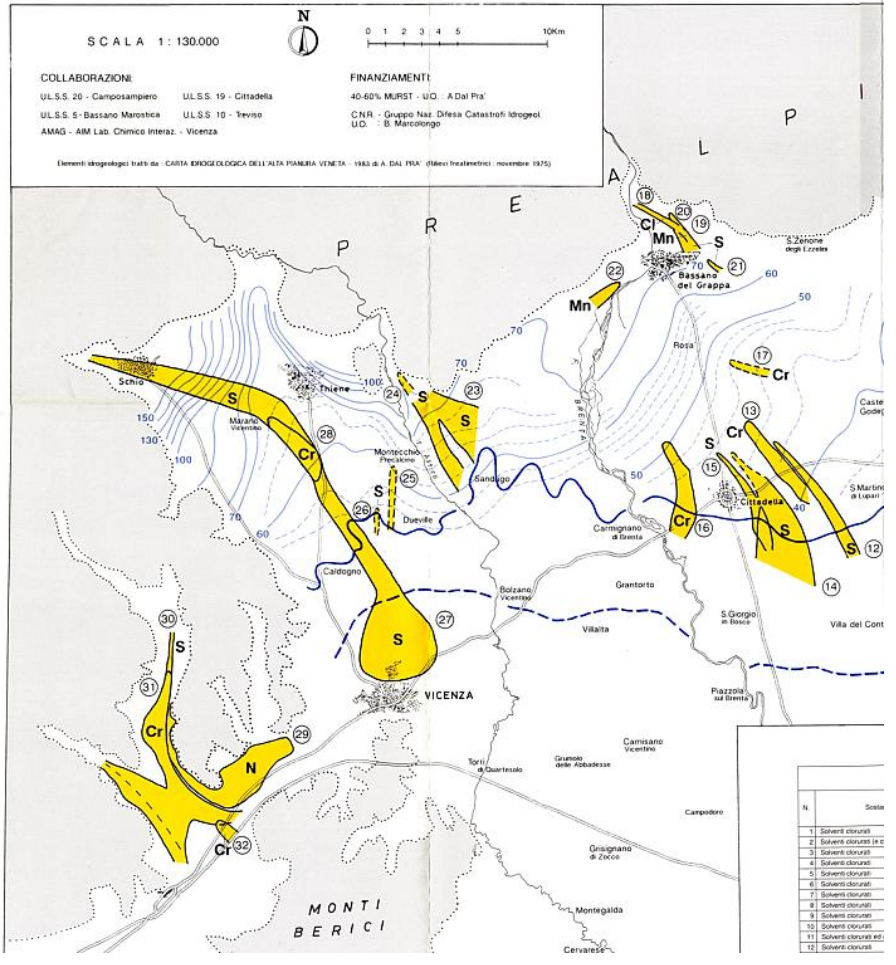 N
SCALA 1 : 130.000
0 1 2 3 4 5 10Km
COLLABORAZIONI:
U.L.S.S. 20 - Camposampiero U.L.S.S. 19 - Cittadella
U.L.S.S. 5 - Bassano Marostica U.L.S.S. 10 - Treviso
AMAG - AIM Lab. Chimico Interaz. - Vicenza
FINANZIAMENTI:
40-60% MURST - U.O. : A Dal Pra'
C.N.R. - Gruppo Naz. Difesa Catastrofi Idrogeol.
U.O. : B. Marcolongo
Elementi idrogeologici tratti da : CARTA IDROGEOLOGICA DELL'ALTA PIANURA VENETA - 1983 di A. DAL PRA' (Rilievi freatimetrici : novembre 1975)
PREALPI
18
20
Cl
19
Mn
S
S. Zenone
degli Ezzelini
21
22
70
Bassano
del Grappa
60
Mn
50
70
Rosa
17
Cr
BRENTA
70
100
24
S
23
S
Schio
Thiene
S
150
130
Marano
Vicentino
100
28
Cr
Montecchio
Precalcino
ASTICO
25
S
26
Dueville
Sandrigo
70
60
50
13
Cr
S
15
Cittadella
40
S. Martino
di Lupari
Carmignano
di Brenta
Cr
16
S
S
12
14
Caldogno
Bolzano
Vicentino
Grantorto
S. Giorgio
in Bosco
Villalta
Villa del Cont
27
S
30
S
31
Cr
VICENZA
Piazzola
sul Brenta
29
N
Camisano
Vicentino
Torri
di Quartesolo
Grumolo
delle Abbadesse
Campodoro
Cr
32
Grisignano
di Zocco
MONTI
BERICI
Montegalda
Cervarese
N.
1 Solventi clorurati
2 Solventi clorurati
3 Solventi clorurati
4 Solventi clorurati
5 Solventi clorurati
6 Solventi clorurati
7 Solventi clorurati
8 Solventi clorurati
9 Solventi clorurati
10 Solventi clorurati
11 Solventi clorurati ed
12 Solventi clorurati